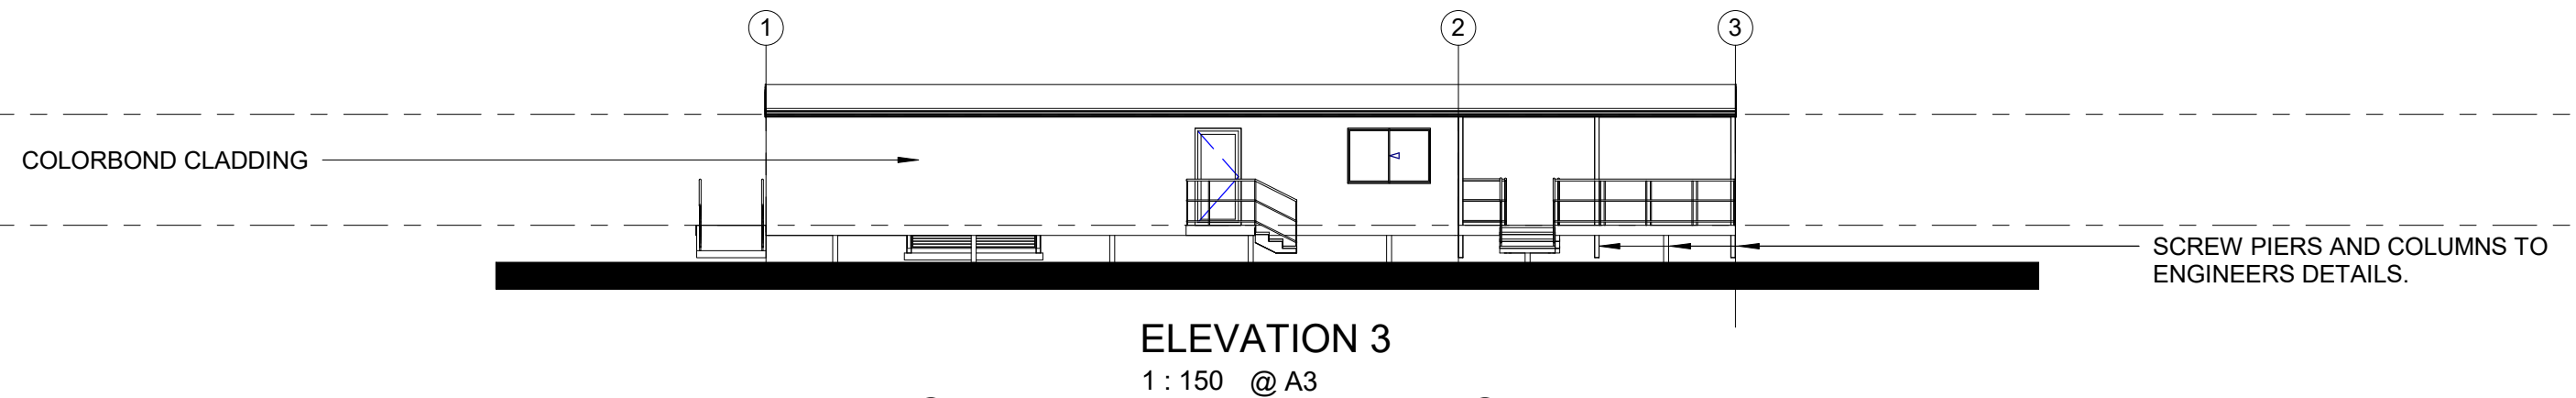 1
2
3
COLORBOND CLADDING
SCREW PIERS AND COLUMNS TO
ENGINEERS DETAILS.
ELEVATION 3
1 : 150 @ A3